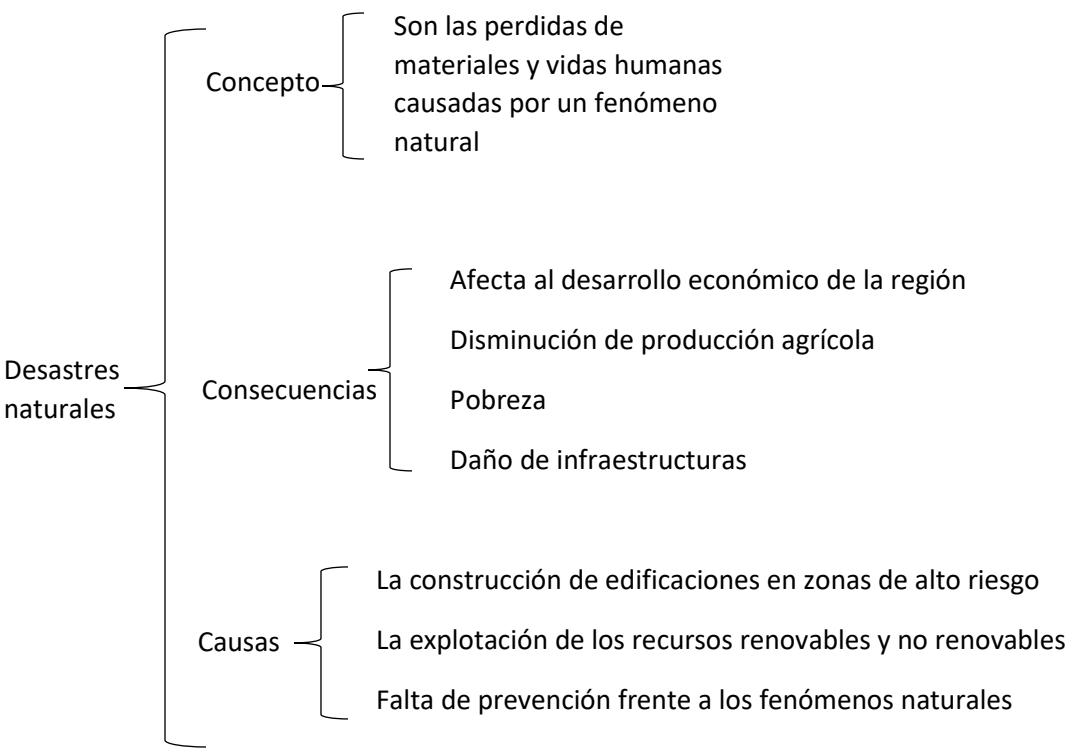 Desastres
naturales
Concepto
Son las perdidas de
materiales y vidas humanas
causadas por un fenómeno
natural
Consecuencias
Afecta al desarrollo económico de la región
Disminución de producción agrícola
Pobreza
Daño de infraestructuras
Causas
La construcción de edificaciones en zonas de alto riesgo
La explotación de los recursos renovables y no renovables
Falta de prevención frente a los fenómenos naturales